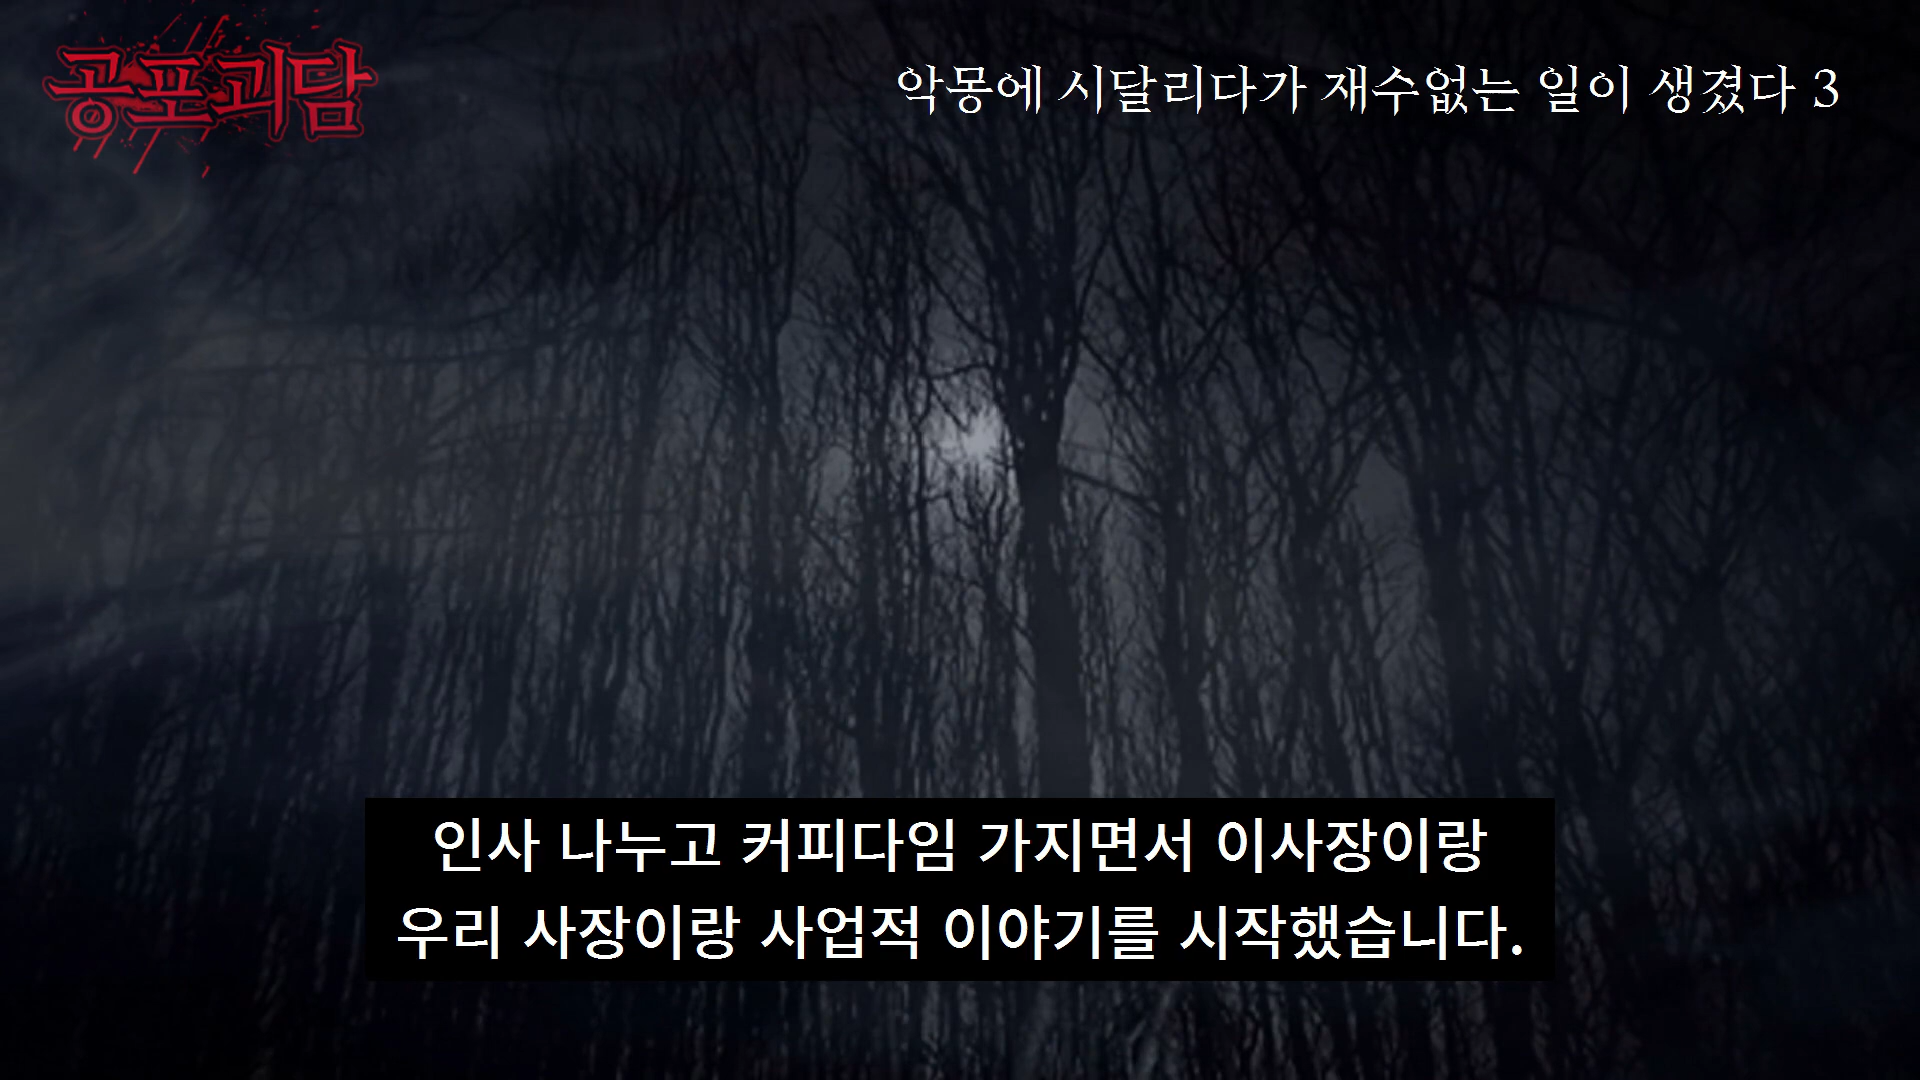 공포괴담
악몽에 시달리다가 재수없는 일이 생겼다 3
인사 나누고 커피다임 가지면서 이사장이랑
우리 사장이랑 사업적 이야기를 시작했습니다.